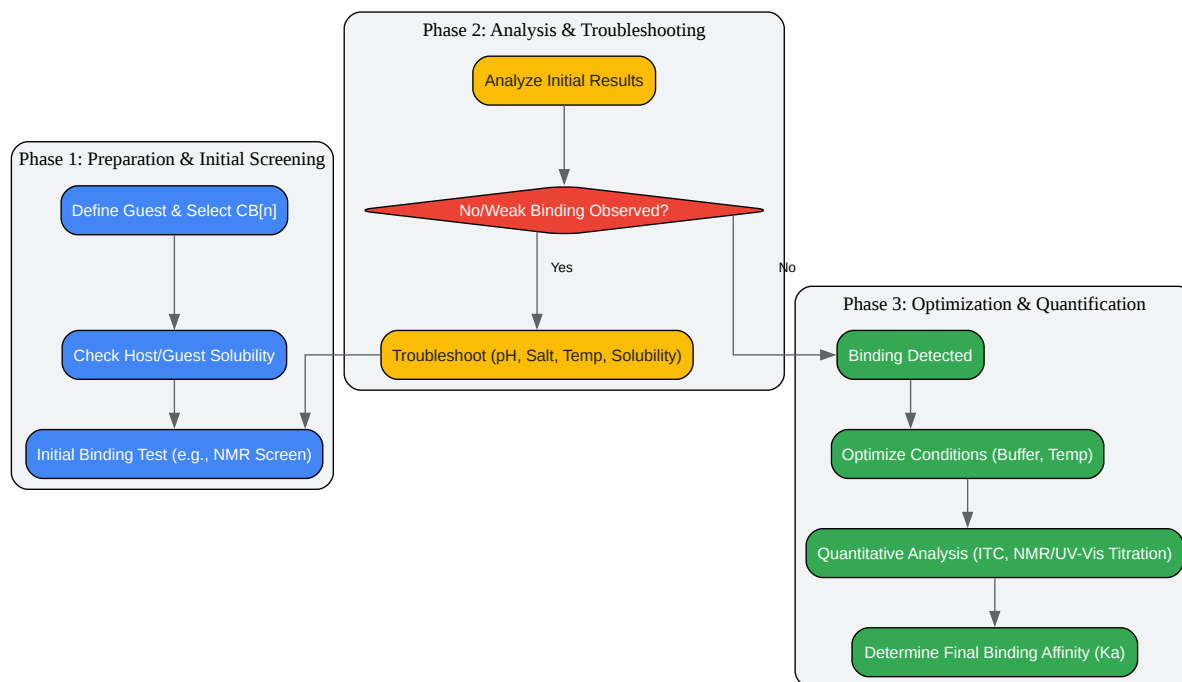 Phase 1: Preparation & Initial Screening
Define Guest & Select CB[n]
Check Host/Guest Solubility
Initial Binding Test (e.g., NMR Screen)
Phase 2: Analysis & Troubleshooting
Analyze Initial Results
No/Weak Binding Observed?
Yes
No
Troubleshoot (pH, Salt, Temp, Solubility)
Phase 3: Optimization & Quantification
Binding Detected
Optimize Conditions (Buffer, Temp)
Quantitative Analysis (ITC, NMR/UV-Vis Titration)
Determine Final Binding Affinity (Ka)